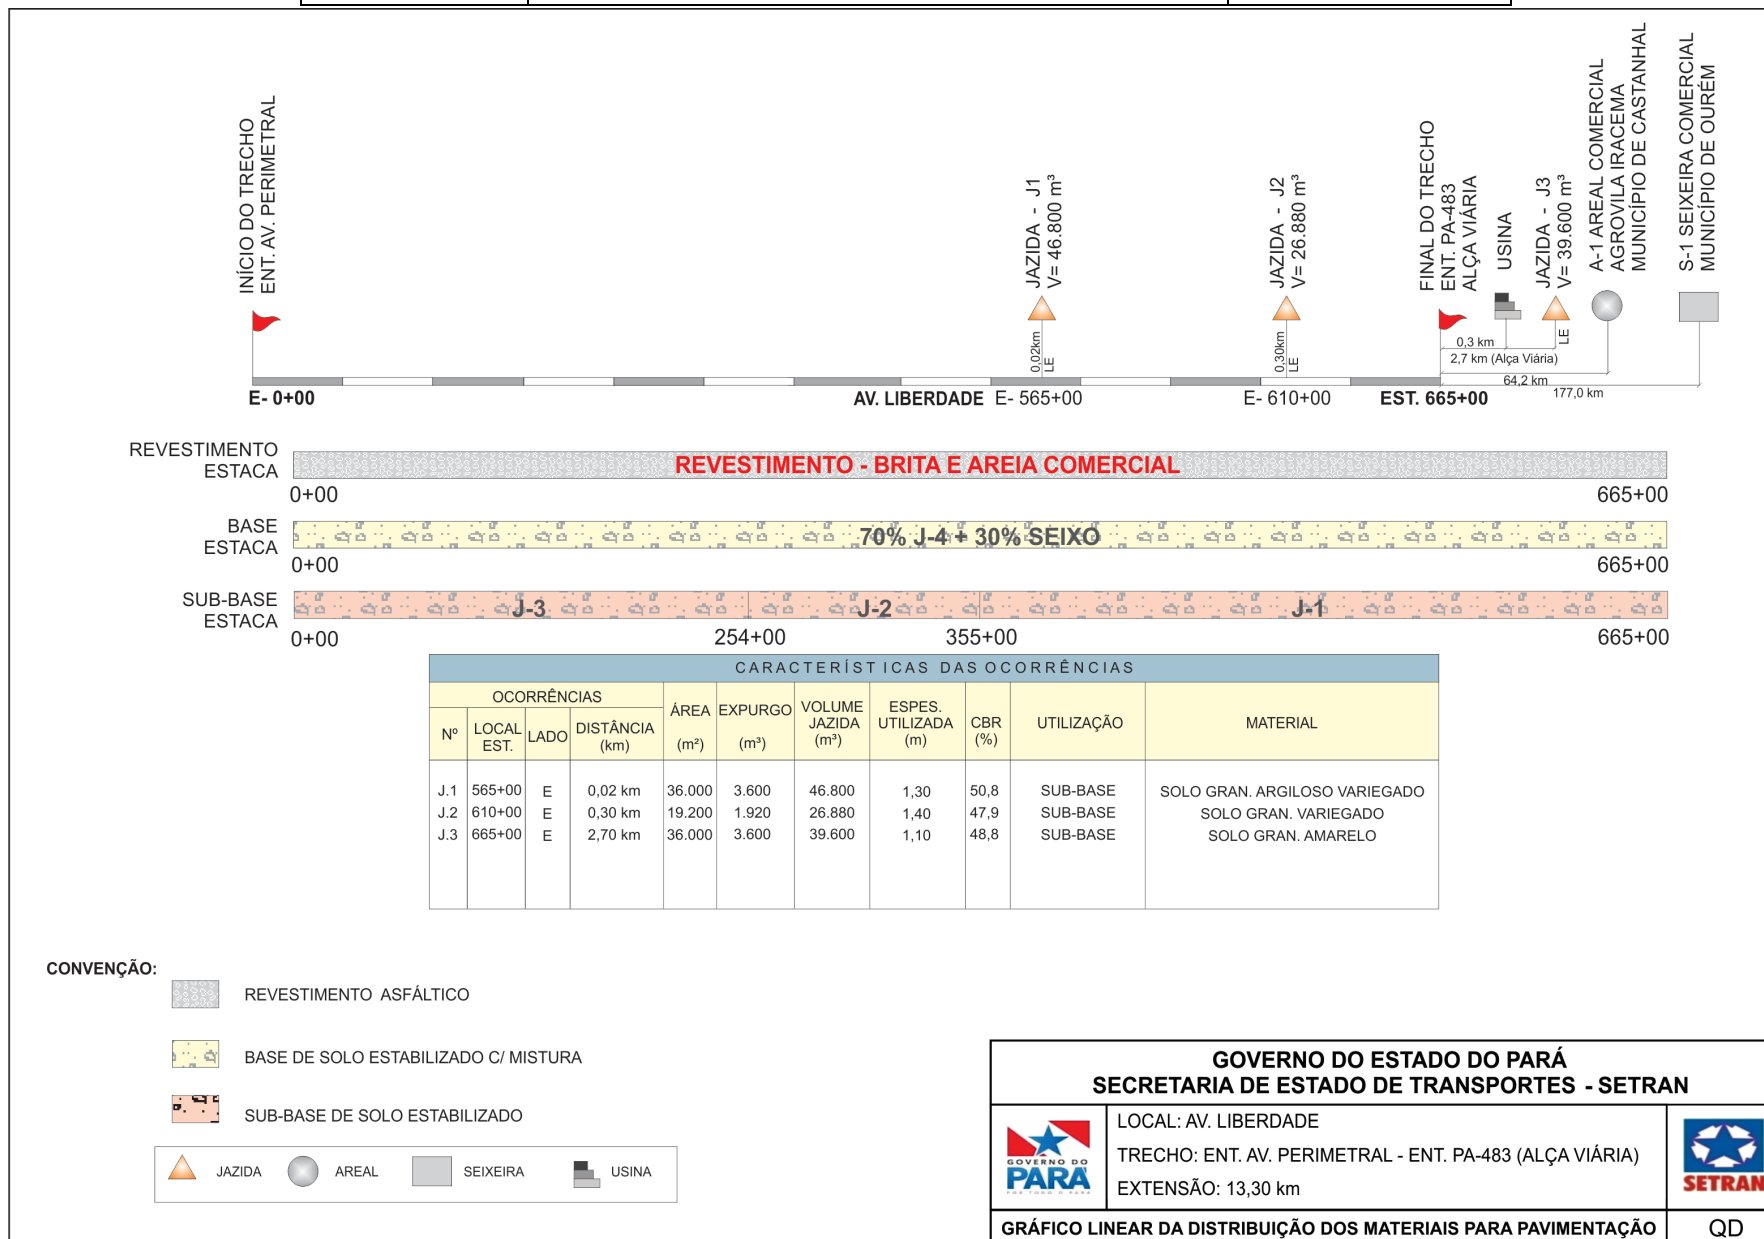 INÍCIO DO TRECHO
ENT. AV. PERIMETRAL
JAZIDA - J1
V= 46.800 m³
JAZIDA - J2
V= 26.880 m³
FINAL DO TRECHO
ENT. PA-483
ALÇA VIÁRIA
USINA
JAZIDA - J3
V= 39.600 m³
A-1 AREAL COMERCIAL
AGROVILA IRACEMA
MUNICÍPIO DE CASTANHAL
S-1 SEIXEIRA COMERCIAL
MUNICÍPIO DE OURÉM
0,02km
LE
0,30km
LE
0,3 km
LE
2,7 km (Alça Viária)
64,2 km
177,0 km
E- 0+00
AV. LIBERDADE
E- 565+00
E- 610+00
EST. 665+00
REVESTIMENTO
ESTACA
REVESTIMENTO - BRITA E AREIA COMERCIAL
0+00
665+00
BASE
ESTACA
70% J-4 + 30% SEIXO
0+00
665+00
SUB-BASE
ESTACA
J-3
J-2
J-1
0+00
254+00
355+00
665+00
CARACTERÍSTICAS DAS OCORRÊNCIAS
OCORRÊNCIAS
Nº
LOCAL
EST.
LADO
DISTÂNCIA
(km)
ÁREA
(m²)
EXPURGO
(m³)
VOLUME
JAZIDA
(m³)
ESPES.
UTILIZADA
(m)
CBR
(%)
UTILIZAÇÃO
MATERIAL
J.1 565+00 E 0,02 km 36.000 3.600 46.800 1,30 50,8 SUB-BASE SOLO GRAN. ARGILOSO VARIEGADO
J.2 610+00 E 0,30 km 19.200 1.920 26.880 1,40 47,9 SUB-BASE SOLO GRAN. VARIEGADO
J.3 665+00 E 2,70 km 36.000 3.600 39.600 1,10 48,8 SUB-BASE SOLO GRAN. AMARELO
CONVENÇÃO:
REVESTIMENTO ASFÁLTICO
BASE DE SOLO ESTABILIZADO C/ MISTURA
SUB-BASE DE SOLO ESTABILIZADO
JAZIDA
AREAL
SEIXEIRA
USINA
GOVERNO DO ESTADO DO PARÁ
SECRETARIA DE ESTADO DE TRANSPORTES - SETRAN
GOVERNO DO
PARÁ
POR TODO O PARÁ
LOCAL: AV. LIBERDADE
TRECHO: ENT. AV. PERIMETRAL - ENT. PA-483 (ALÇA VIÁRIA)
EXTENSÃO: 13,30 km
SETRAN
GRÁFICO LINEAR DA DISTRIBUIÇÃO DOS MATERIAIS PARA PAVIMENTAÇÃO
QD